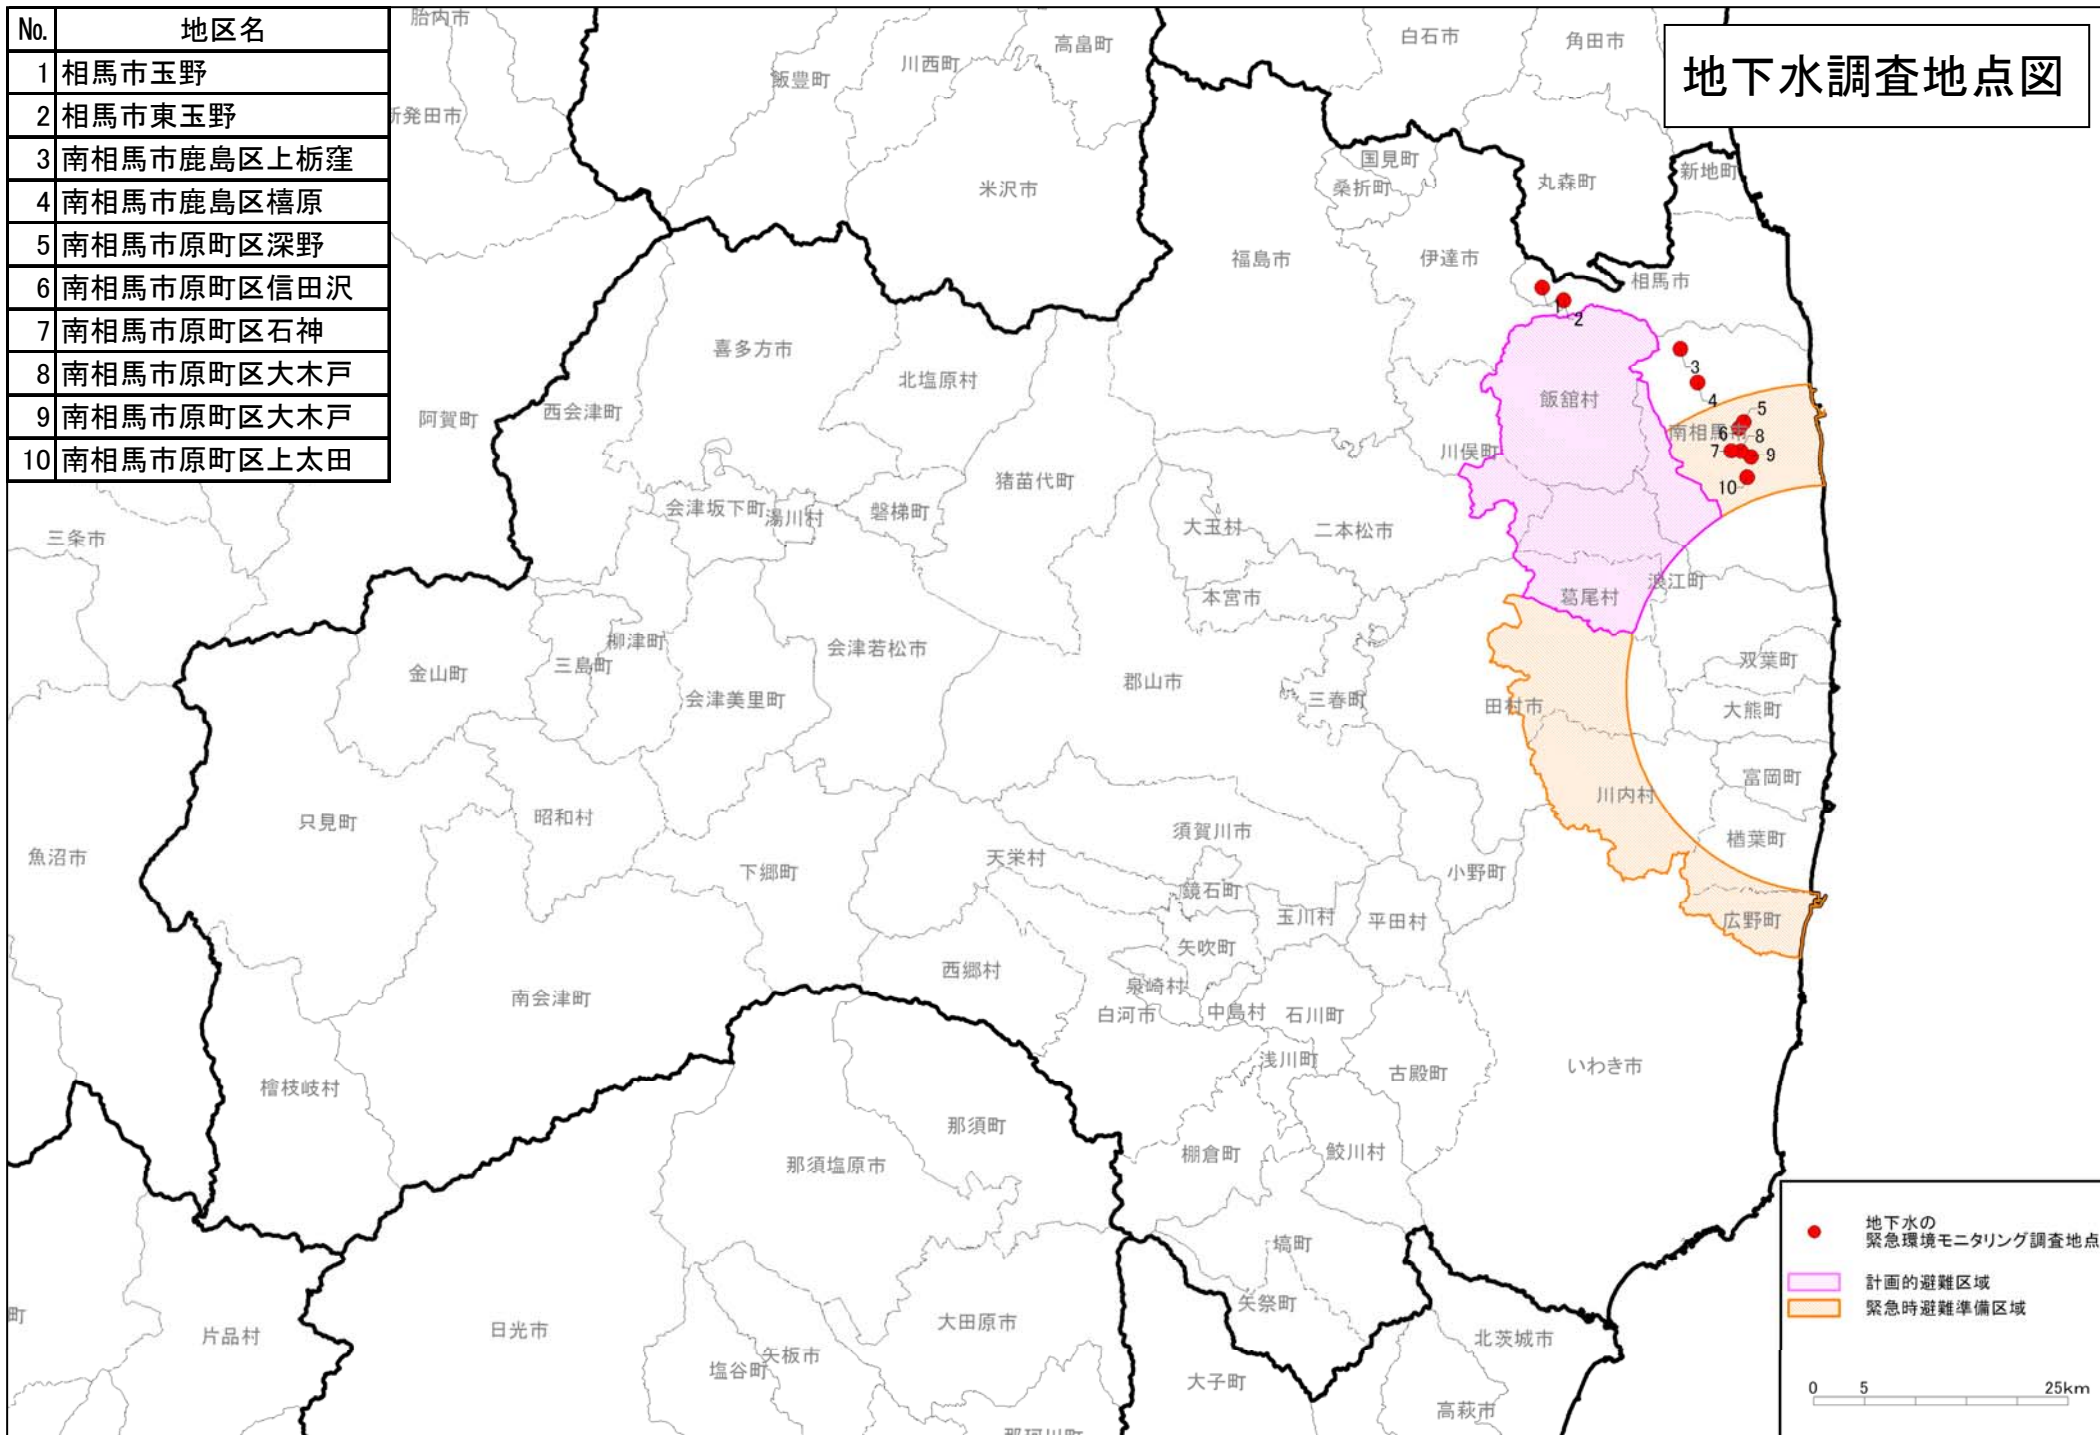 No. 地区名
1 相馬市玉野
2 相馬市東玉野
3 南相馬市鹿島区上栃窪
4 南相馬市鹿島区橲原
5 南相馬市原町区深野
6 南相馬市原町区信田沢
7 南相馬市原町区石神
8 南相馬市原町区大木戸
9 南相馬市原町区大木戸
10 南相馬市原町区上太田
地下水調査地点図
胎内市
高畠町
白石市
角田市
川西町
飯豊町
新発田市
国見町
新地町
丸森町
桑折町
米沢市
福島市
伊達市
相馬市
1
2
喜多方市
3
北塩原村
飯舘村
4
西会津町
5
阿賀町
南相馬市
6
8
川俣町
7
9
猪苗代町
10
会津坂下町
湯川村
磐梯町
大玉村
二本松市
三条市
浪江町
本宮市
葛尾村
柳津町
会津若松市
三島町
双葉町
金山町
郡山市
会津美里町
三春町
田村市
大熊町
富岡町
川内村
只見町
昭和村
須賀川市
楢葉町
魚沼市
天栄村
下郷町
小野町
鏡石町
玉川村
平田村
広野町
矢吹町
西郷村
泉崎村
南会津町
白河市
中島村
石川町
浅川町
いわき市
古殿町
檜枝岐村
那須町
棚倉町
鮫川村
那須塩原市
塙町
矢祭町
町
片品村
日光市
大田原市
北茨城市
矢板市
塩谷町
大子町
高萩市
那珂川町
地下水の
緊急環境モニタリング調査地点
計画的避難区域
緊急時避難準備区域
0 5 25km